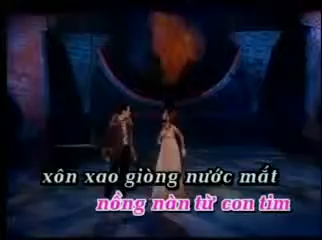 xôn xao giòng nước mắt
nồng nàn từ con tim